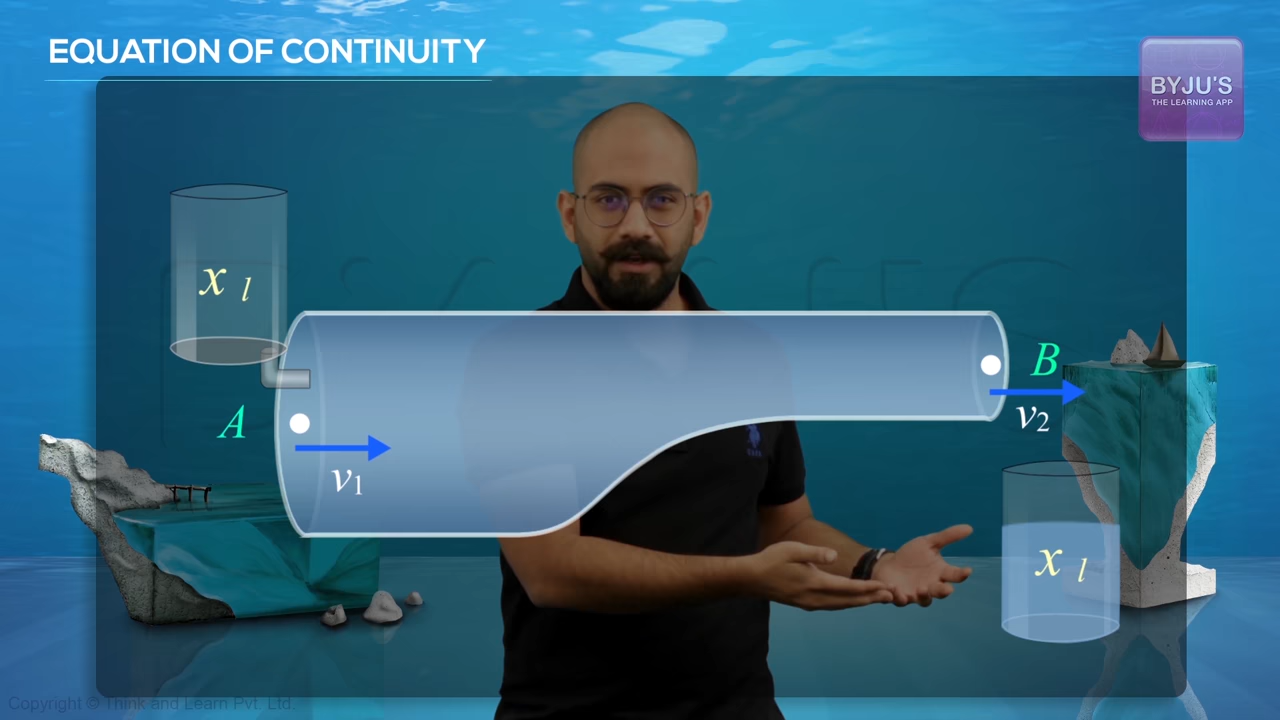 EQUATION OF CONTINUITY
BYJU'S
THE LEARNING APP
x l
A
v1
B
v2
x l
Copyright © Think and Learn Pvt. Ltd.